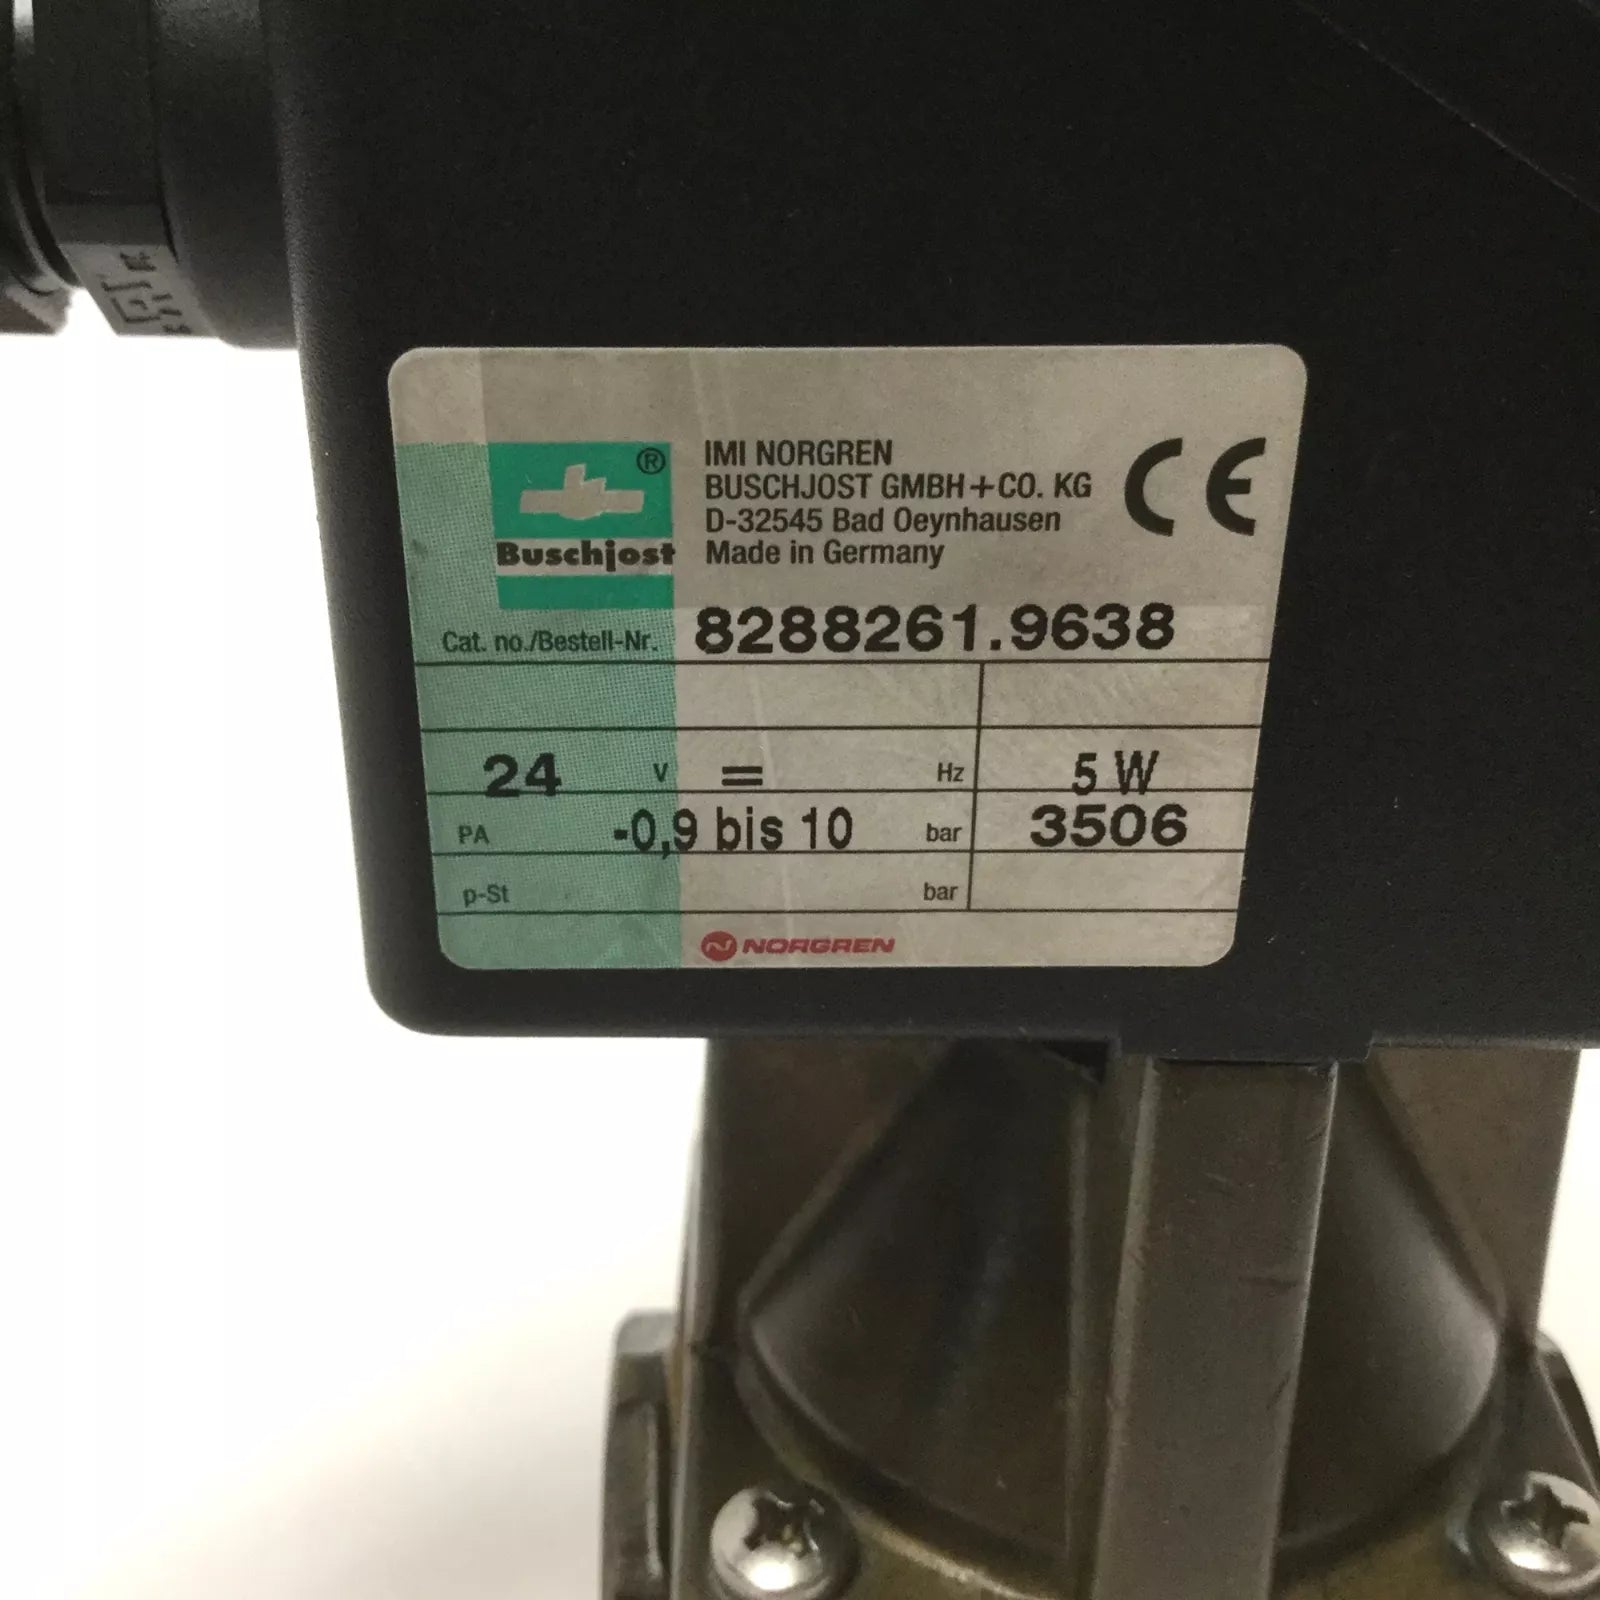 IMI NORGREN
BUSCHJOST GMBH+CO. KG
D-32545 Bad Oeynhausen
Made in Germany
CE
®
Buschjost
Cat. no./Bestell-Nr. 8288261.9638
24 V = Hz 5 W
PA -0,9 bis 10 bar 3506
p-St bar
NORGREN